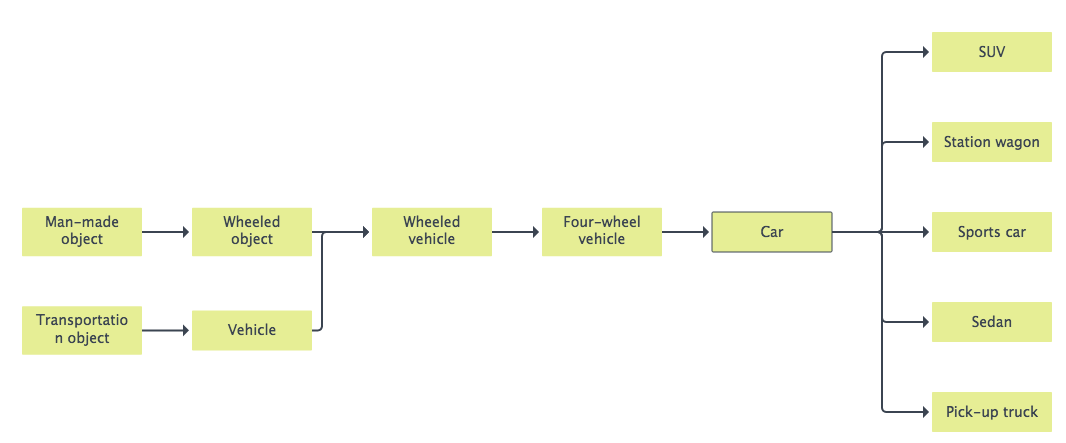 SUV
Station wagon
Man-made
object
Wheeled
object
Wheeled
vehicle
Four-wheel
vehicle
Car
Sports car
Transportatio
n object
Vehicle
Sedan
Pick-up truck